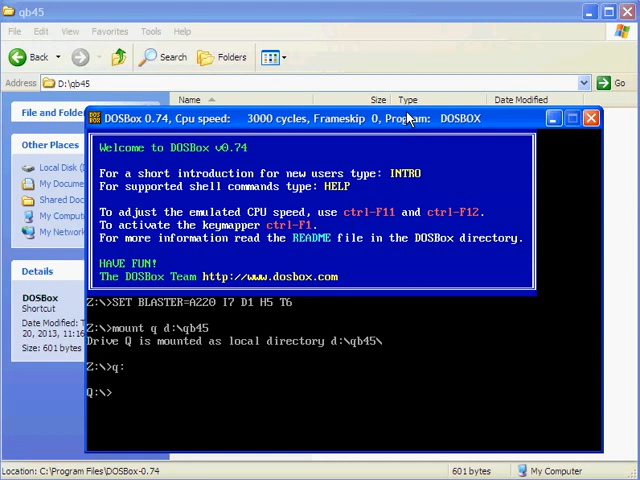 qb45
File Edit View Favorites Tools Help
Back Search Folders
Address D:\qb45 Go
Name Size Type Date Modified
File and Folder
Other Places
Local Disk (D
My Docume
Shared Docu
My Compu
My Networ
Details
DOSBox
Shortcut
Date Modified: T
20, 2013, 11:16
Size: 601 bytes
DOSBox 0.74, Cpu speed: 3000 cycles, Frameskip 0, Program: DOSBOX
Welcome to DOSBox v0.74
For a short introduction for new users type: INTRO
For supported shell commands type: HELP
To adjust the emulated CPU speed, use ctrl-F11 and ctrl-F12.
To activate the keymapper ctrl-F1.
For more information read the README file in the DOSBox directory.
HAVE FUN!
The DOSBox Team http://www.dosbox.com
Z:\>SET BLASTER=A220 I7 D1 H5 T6
Z:\>mount q d:\qb45
Drive Q is mounted as local directory d:\qb45\
Z:\>q:
Q:\>
Location: C:\Program Files\DOSBox-0.74 601 bytes My Computer